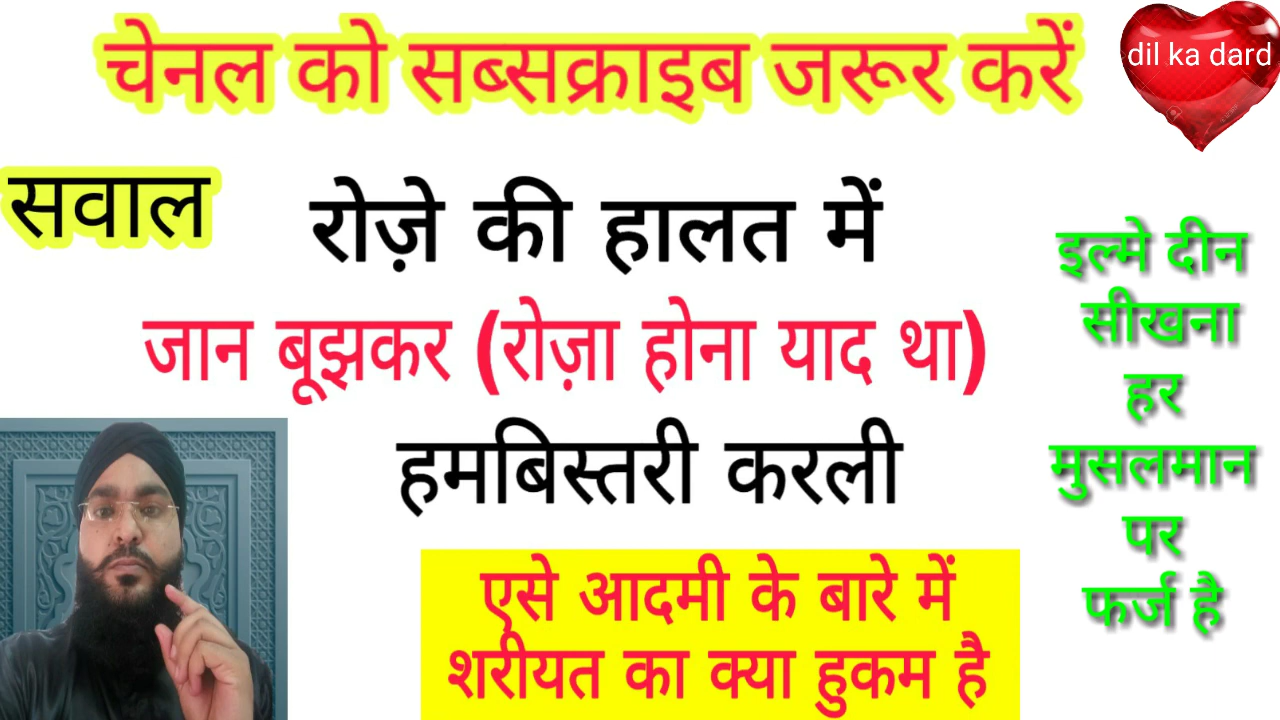 चेनल को सब्सक्राइब जरूर करें
dil ka dard
सवाल
रोज़े की हालत में
जान बूझकर (रोज़ा होना याद था)
हमबिस्तरी करली
एसे आदमी के बारे में
शरीयत का क्या हुकम है
इल्मे दीन
सीखना
हर
मुसलमान
पर
फर्ज है